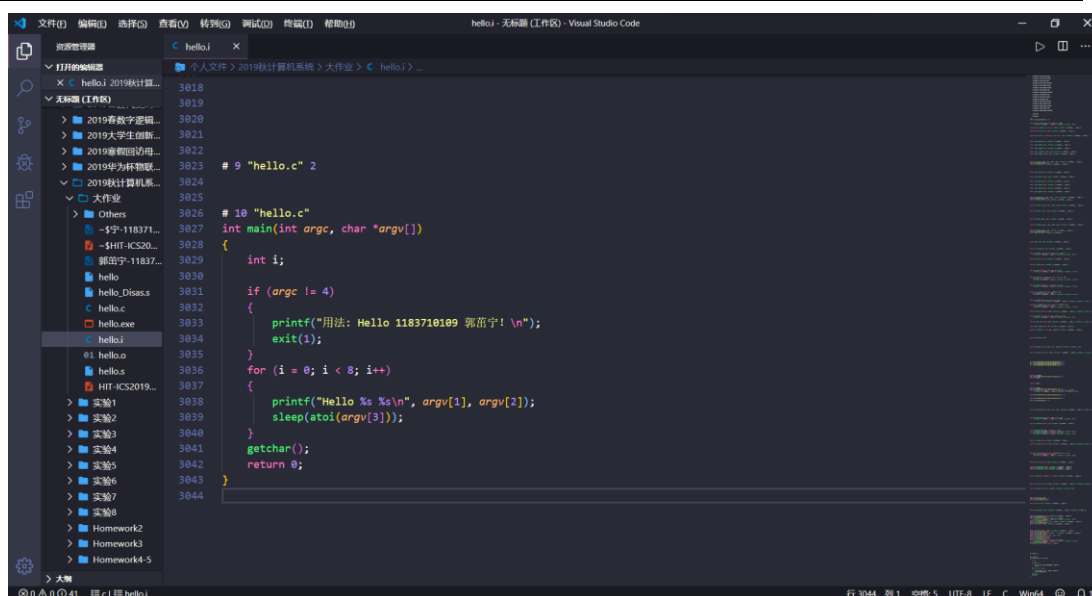 文件(F) 编辑(E) 选择(S) 查看(V) 转到(G) 调试(D) 终端(T) 帮助(H)
hello.i - 无标题 (工作区) - Visual Studio Code
资源管理器
打开的编辑器
hello.i 2019秋计算...
无标题 (工作区)
2019春数字逻辑...
2019大学生创新...
2019寒假回访母...
2019华为杯物联...
2019秋计算机系...
大作业
Others
~$宁-118371...
~$HIT-ICS20...
郭茁宁-11837...
hello
hello_Disas.s
hello.c
hello.exe
hello.i
hello.o
hello.s
HIT-ICS2019...
实验1
实验2
实验3
实验4
实验5
实验6
实验7
实验8
Homework2
Homework3
Homework4-5
大纲
hello.i
个人文件 > 2019秋计算机系统 > 大作业 > C hello.i > ...
3018
3019
3020
3021
3022
3023 # 9 "hello.c" 2
3024
3025
3026 # 10 "hello.c"
3027 int main(int argc, char *argv[])
3028 {
3029 int i;
3030
3031 if (argc != 4)
3032 {
3033 printf("用法: Hello 1183710109 郭茁宁! \n");
3034 exit(1);
3035 }
3036 for (i = 0; i < 8; i++)
3037 {
3038 printf("Hello %s %s\n", argv[1], argv[2]);
3039 sleep(atoi(argv[3]));
3040 }
3041 getchar();
3042 return 0;
3043 }
3044
0 0 41 c hello.i
行 3044, 列 1 空格: 5 UTF-8 LF C Win64